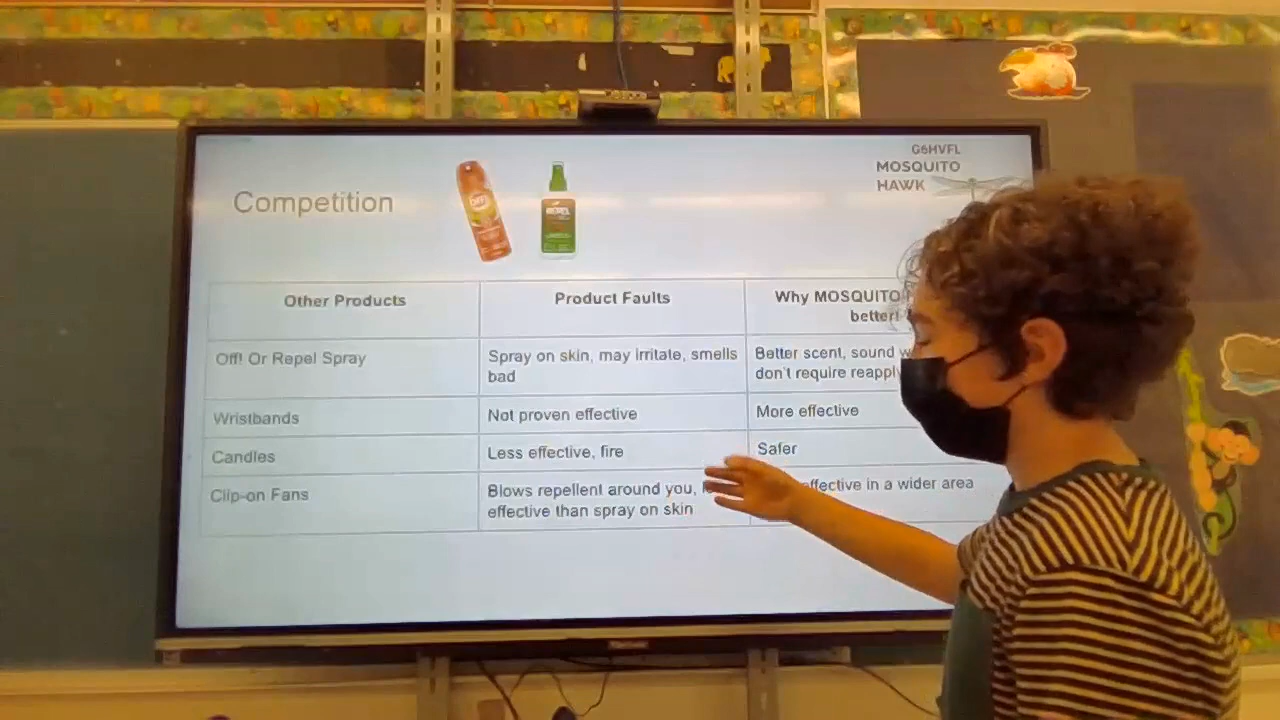 G6HVFL
MOSQUITO
HAWK
Competition
OFF!
REPEL
Other Products
Product Faults
Why MOSQUITO
better!
Off! Or Repel Spray
Spray on skin, may irritate, smells
bad
Better scent, sound
don't require
Wristbands
Not proven effective
More effective
Candles
Less effective, fire
Safer
Clip-on Fans
Blows repellent around you,
effective than spray on skin
effective in a wider area